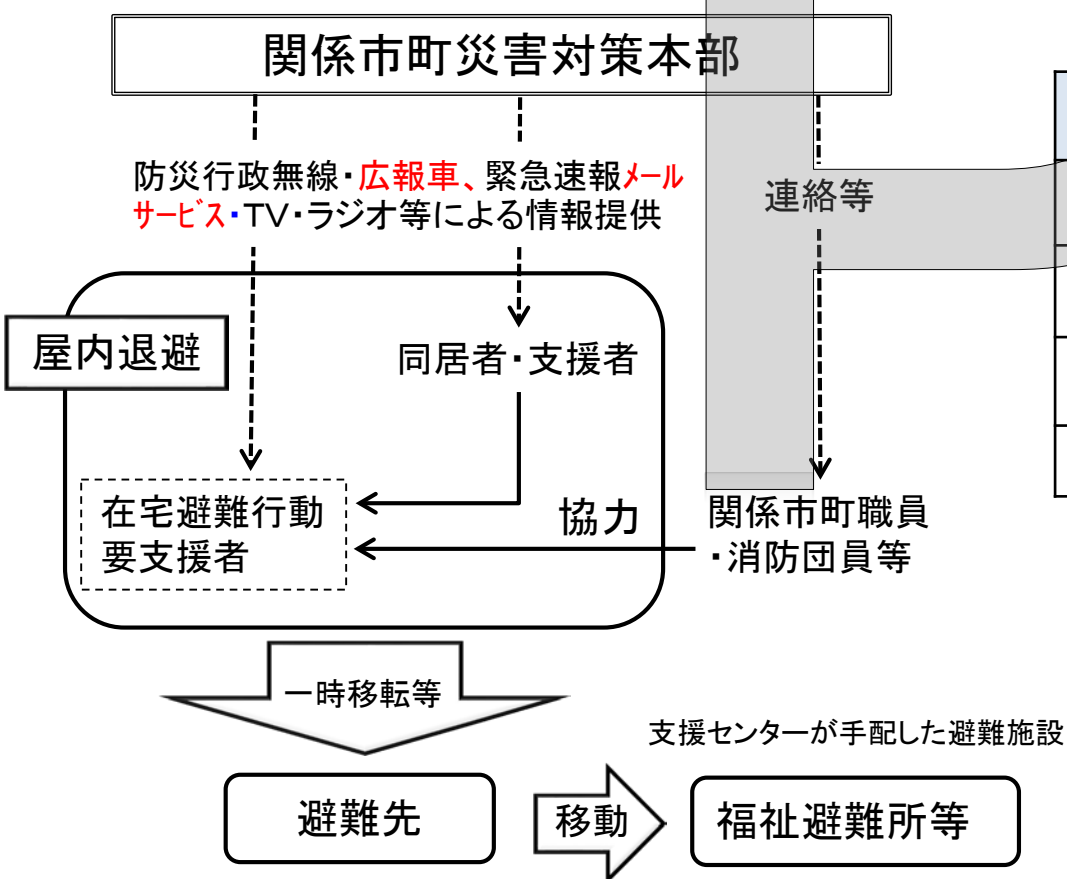 関係市町災害対策本部
防災行政無線・広報車、緊急速報メール
サービス・TV・ラジオ等による情報提供
連絡等
屋内退避
同居者・支援者
在宅避難行動
要支援者
協力
関係市町職員
・消防団員等
一時移転等
支援センターが手配した避難施設
避難先
移動
福祉避難所等